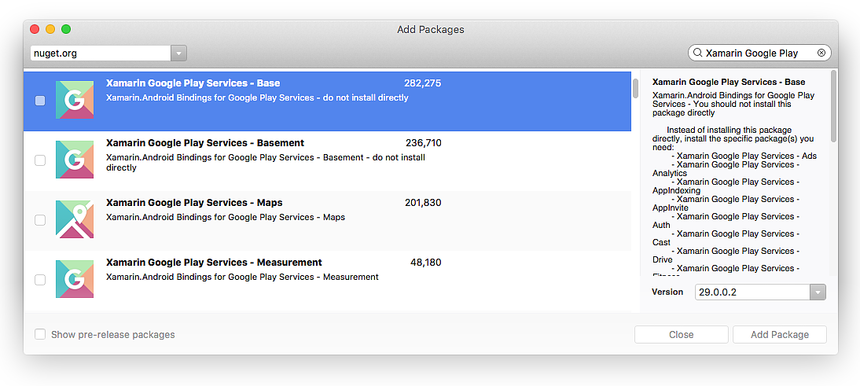 Add Packages
nuget.org
Xamarin Google Play
Xamarin Google Play Services - Base 282,275
Xamarin.Android Bindings for Google Play Services - do not install directly
Xamarin Google Play Services - Basement 236,710
Xamarin.Android Bindings for Google Play Services - Basement - do not install
directly
Xamarin Google Play Services - Maps 201,830
Xamarin.Android Bindings for Google Play Services - Maps
Xamarin Google Play Services - Measurement 48,180
Xamarin.Android Bindings for Google Play Services - Measurement
Xamarin Google Play Services - Base
Xamarin.Android Bindings for Google Play
Services - You should not install this
package directly
Instead of installing this package
directly, install the specific package(s) you
need:
- Xamarin Google Play Services - Ads
- Xamarin Google Play Services -
Analytics
- Xamarin Google Play Services -
AppIndexing
- Xamarin Google Play Services -
AppInvite
- Xamarin Google Play Services -
Auth
- Xamarin Google Play Services -
Cast
- Xamarin Google Play Services -
Drive
- Xamarin Google Play Services -
Version 29.0.0.2
Show pre-release packages
Close
Add Package